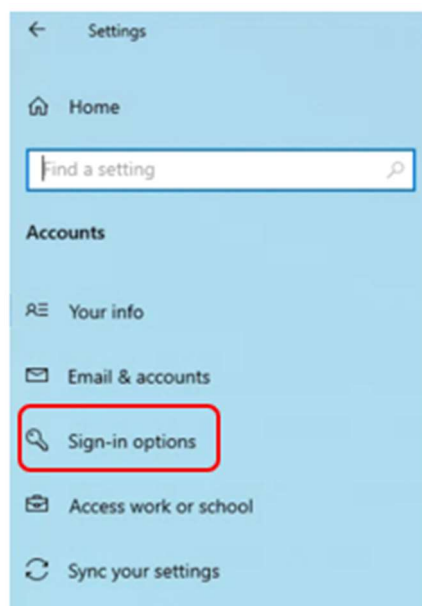 Settings
Home
Find a setting
Accounts
Your info
Email & accounts
Sign-in options
Access work or school
Sync your settings